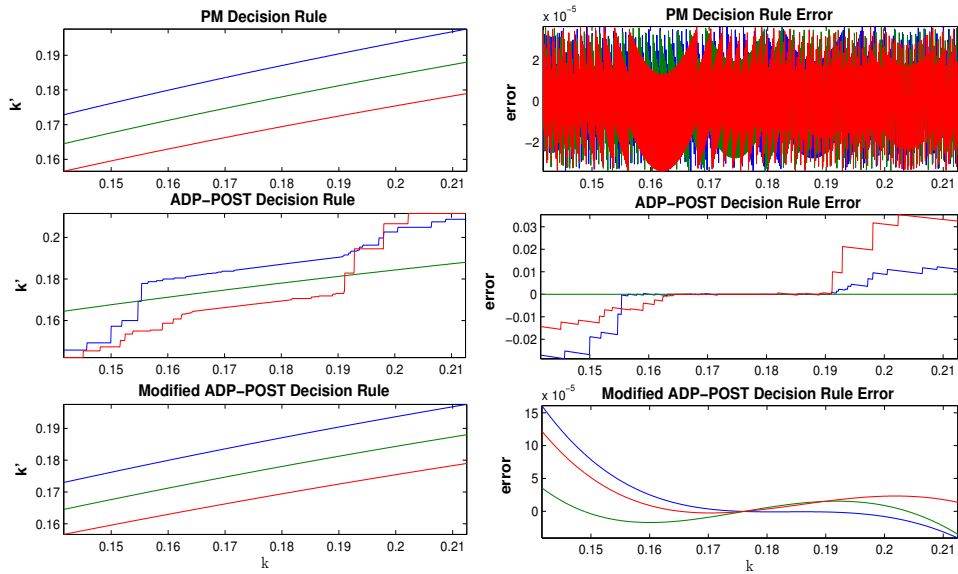 PM Decision Rule
0.19
0.18
0.17
0.16
k'
0.15 0.16 0.17 0.18 0.19 0.2 0.21
PM Decision Rule Error
x 10⁻⁵
2
0
−2
error
0.15 0.16 0.17 0.18 0.19 0.2 0.21
ADP−POST Decision Rule
0.2
0.18
0.16
k'
0.15 0.16 0.17 0.18 0.19 0.2 0.21
ADP−POST Decision Rule Error
0.03
0.02
0.01
0
−0.01
−0.02
error
0.15 0.16 0.17 0.18 0.19 0.2 0.21
Modified ADP−POST Decision Rule
0.19
0.18
0.17
0.16
k'
0.15 0.16 0.17 0.18 0.19 0.2 0.21
k
Modified ADP−POST Decision Rule Error
x 10⁻⁵
15
10
5
0
error
0.15 0.16 0.17 0.18 0.19 0.2 0.21
k